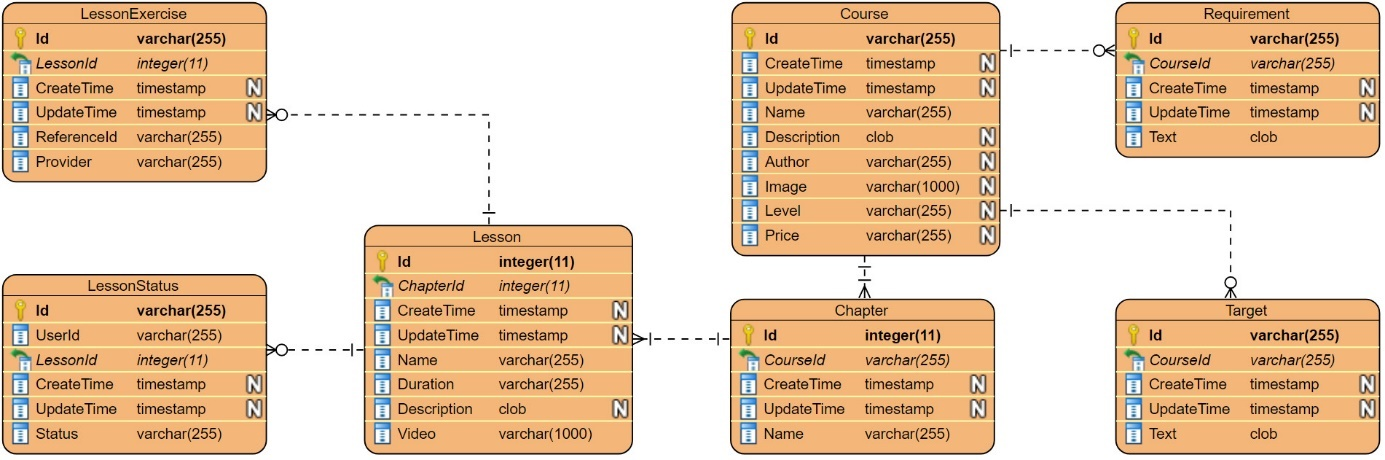 LessonExercise
Id varchar(255)
LessonId integer(11)
CreateTime timestamp N
UpdateTime timestamp N
ReferenceId varchar(255)
Provider varchar(255)
Course
Id varchar(255)
CreateTime timestamp N
UpdateTime timestamp N
Name varchar(255)
Description clob N
Author varchar(255) N
Image varchar(1000) N
Level varchar(255) N
Price varchar(255) N
Requirement
Id varchar(255)
CourseId varchar(255)
CreateTime timestamp N
UpdateTime timestamp N
Text clob
LessonStatus
Id varchar(255)
UserId varchar(255)
LessonId integer(11)
CreateTime timestamp N
UpdateTime timestamp N
Status varchar(255)
Lesson
Id integer(11)
ChapterId integer(11)
CreateTime timestamp N
UpdateTime timestamp N
Name varchar(255)
Duration varchar(255)
Description clob N
Video varchar(1000)
Chapter
Id integer(11)
CourseId varchar(255)
CreateTime timestamp N
UpdateTime timestamp N
Name varchar(255)
Target
Id varchar(255)
CourseId varchar(255)
CreateTime timestamp N
UpdateTime timestamp N
Text clob